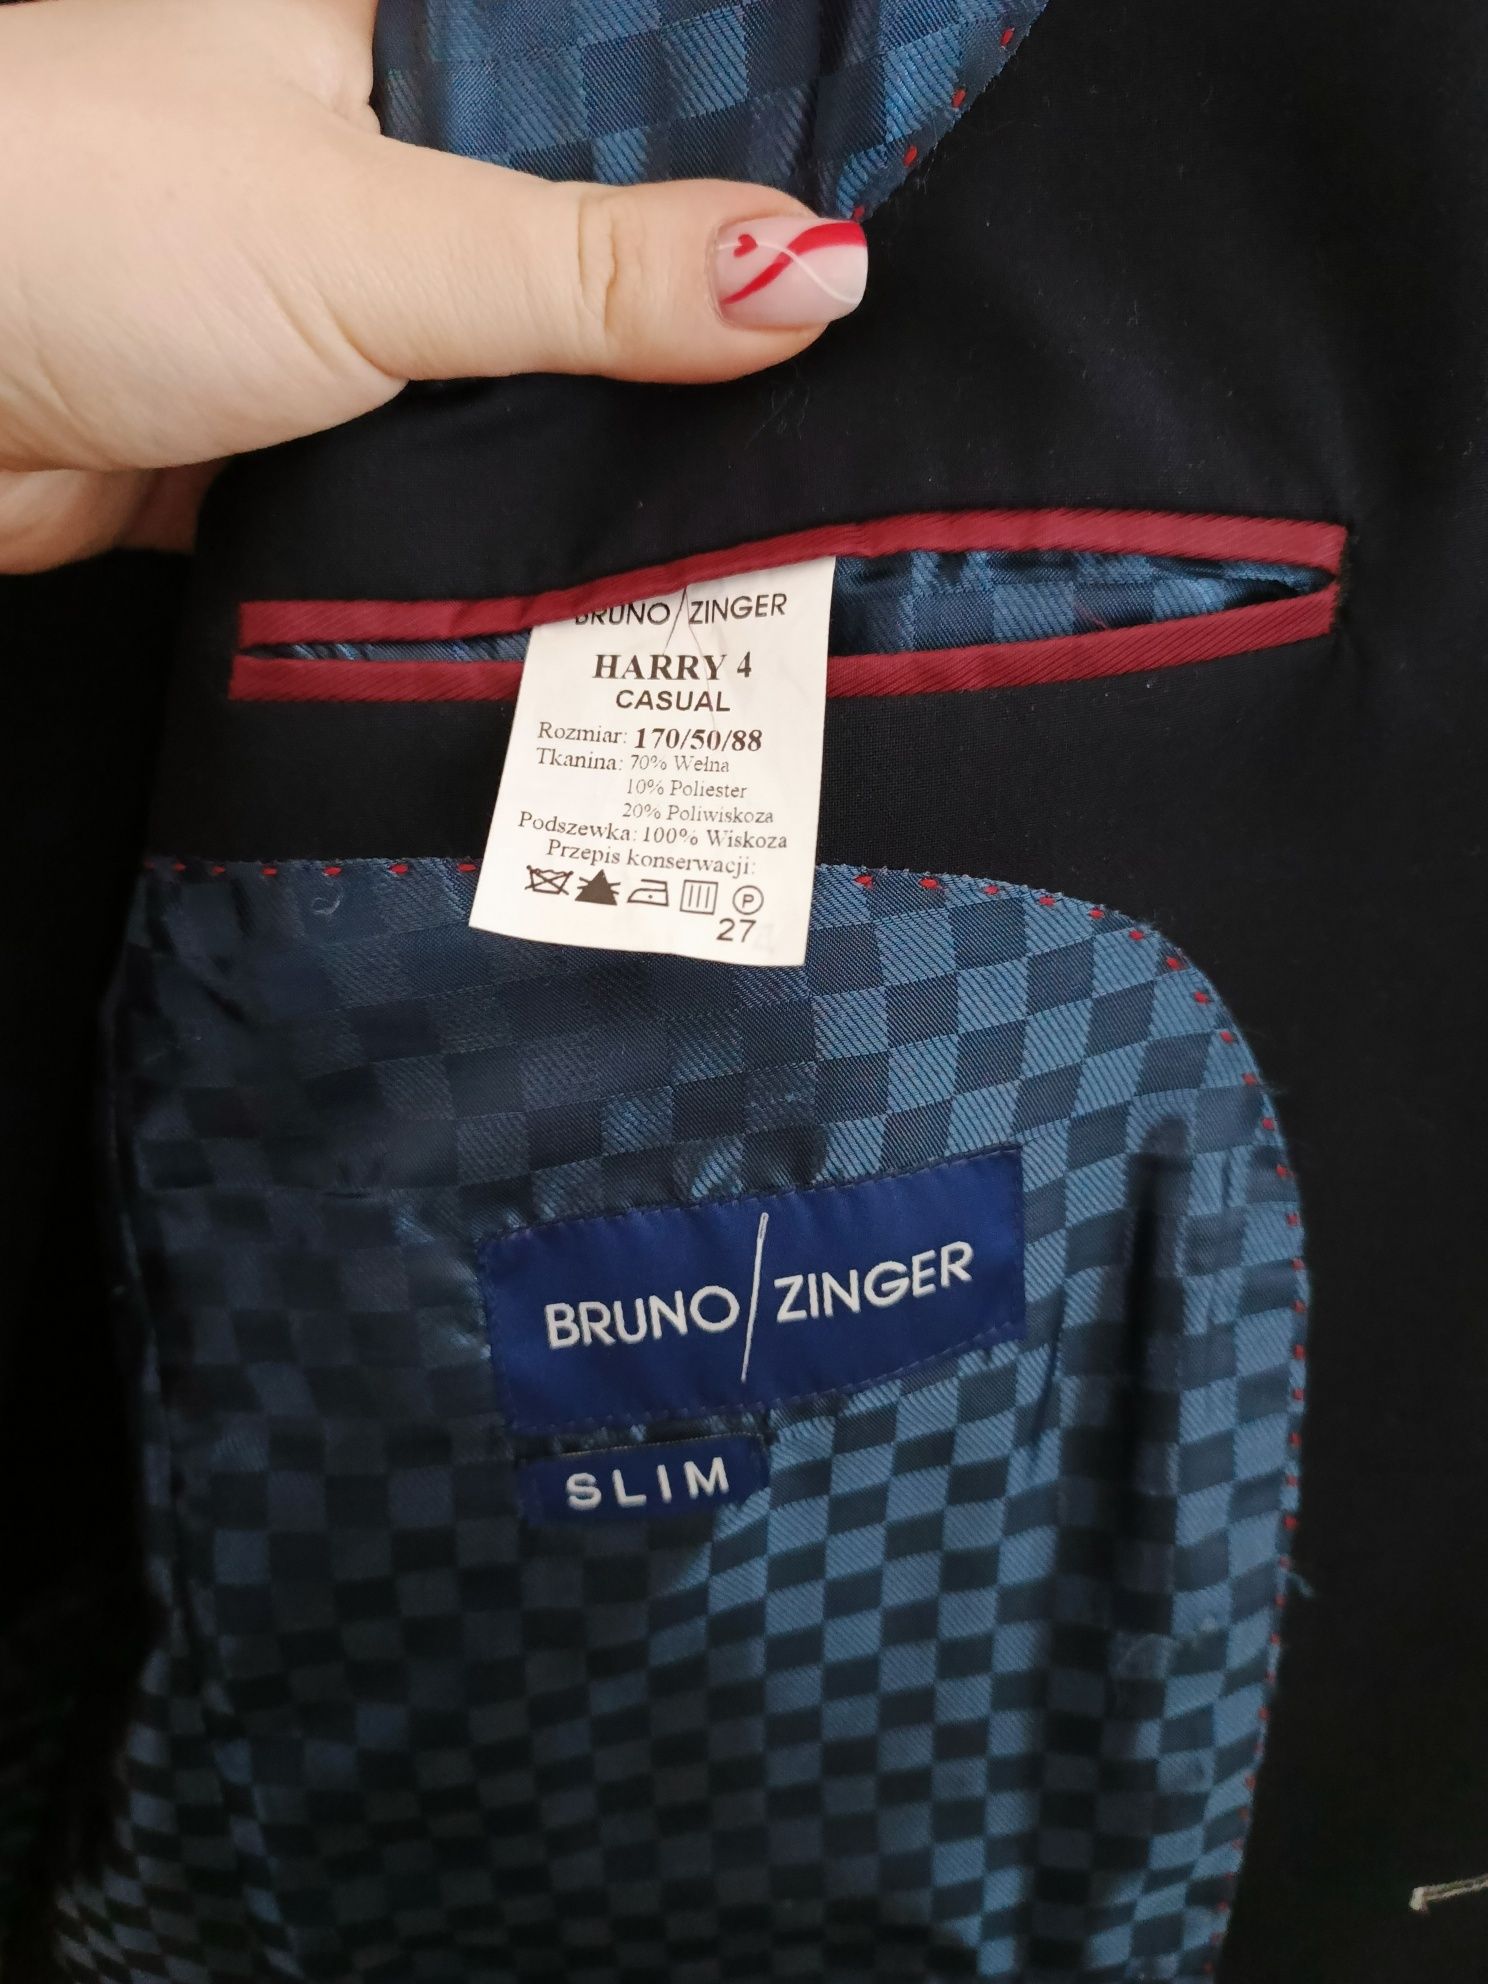 BRUNO/ZINGER
HARRY 4
CASUAL
Rozmiar: 170/50/88
Tkanina: 70% Wełna
10% Poliester
20% Poliwiskoza
Podszewka: 100% Wiskoza
Przepis konserwacji:
P
27
BRUNO/ZINGER
SLIM